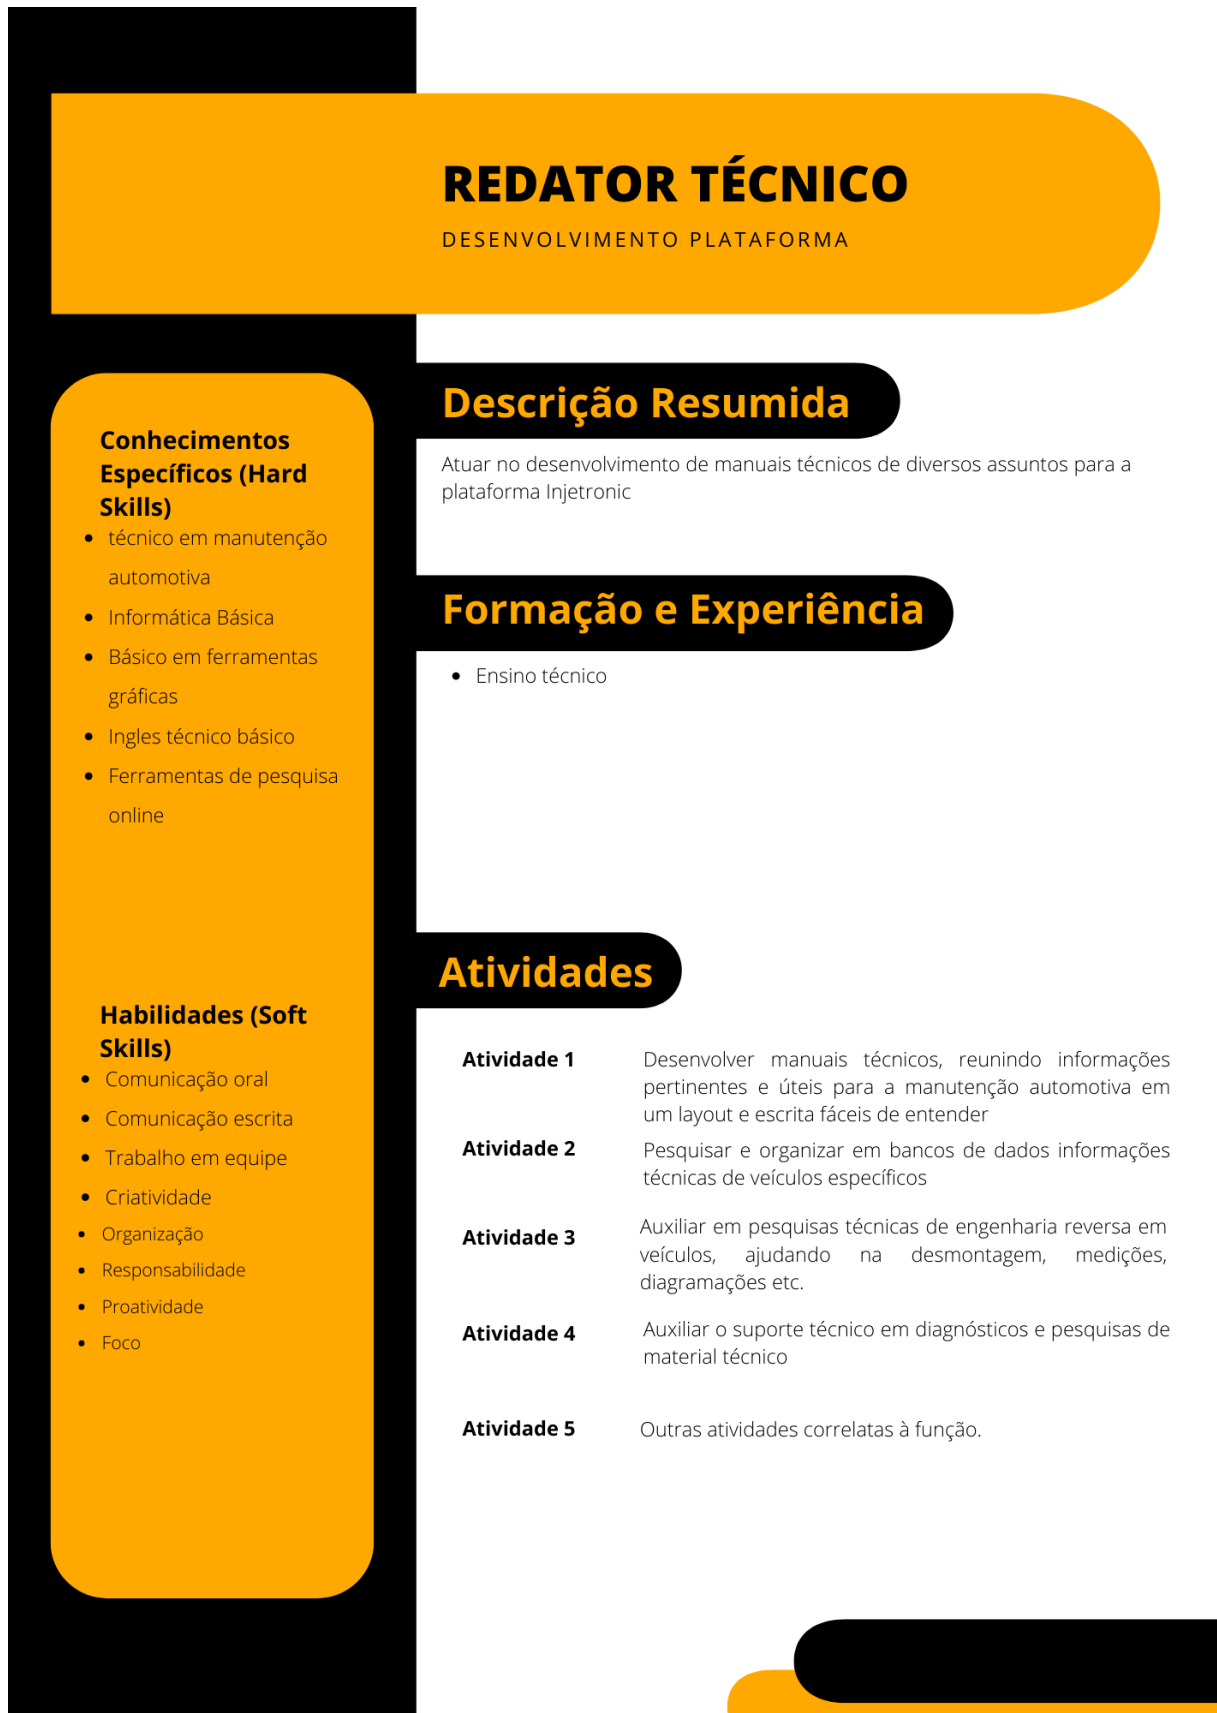 REDATOR TÉCNICO
DESENVOLVIMENTO PLATAFORMA
Conhecimentos
Específicos (Hard
Skills)
• técnico em manutenção
automotiva
• Informática Básica
• Básico em ferramentas
gráficas
• Ingles técnico básico
• Ferramentas de pesquisa
online
Habilidades (Soft
Skills)
• Comunicação oral
• Comunicação escrita
• Trabalho em equipe
• Criatividade
• Organização
• Responsabilidade
• Proatividade
• Foco
Descrição Resumida
Atuar no desenvolvimento de manuais técnicos de diversos assuntos para a
plataforma Injetronic
Formação e Experiência
• Ensino técnico
Atividades
Atividade 1
Desenvolver manuais técnicos, reunindo informações
pertinentes e úteis para a manutenção automotiva em
um layout e escrita fáceis de entender
Atividade 2
Pesquisar e organizar em bancos de dados informações
técnicas de veículos específicos
Atividade 3
Auxiliar em pesquisas técnicas de engenharia reversa em
veículos, ajudando na desmontagem, medições,
diagramações etc.
Atividade 4
Auxiliar o suporte técnico em diagnósticos e pesquisas de
material técnico
Atividade 5
Outras atividades correlatas à função.